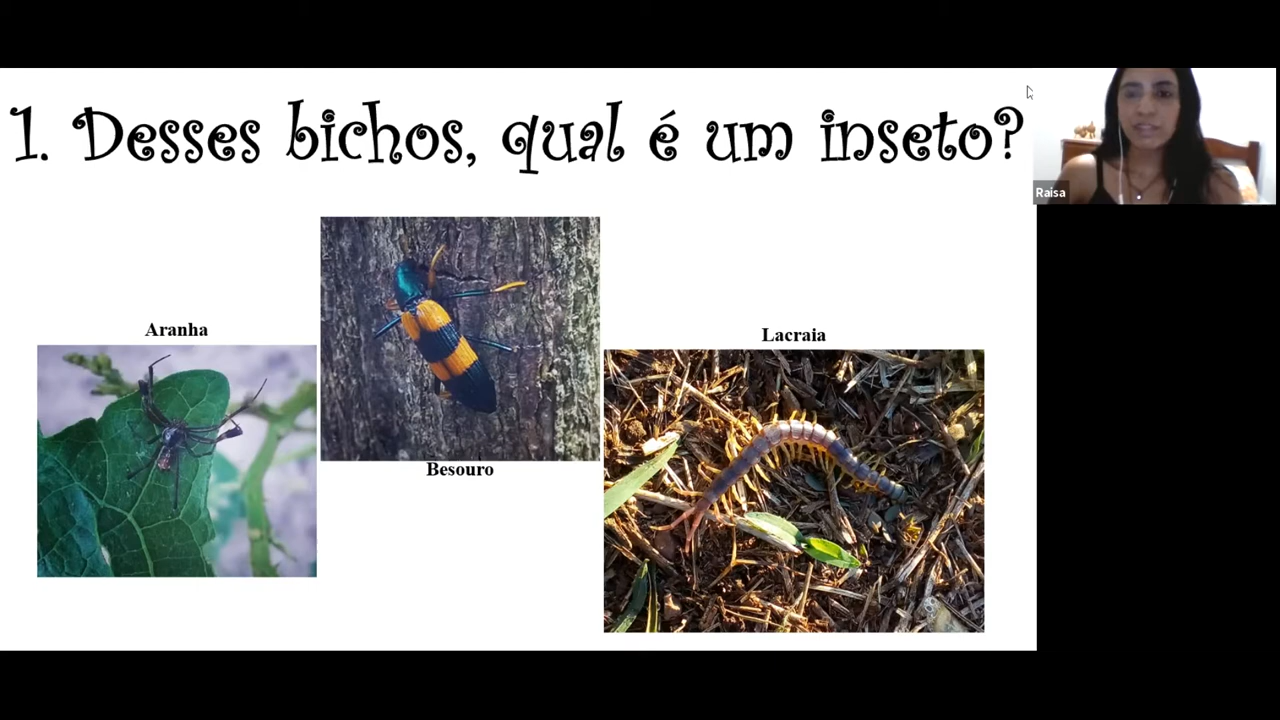 1. Desses bichos, qual é um inseto?
Raisa
Aranha
Besouro
Lacraia